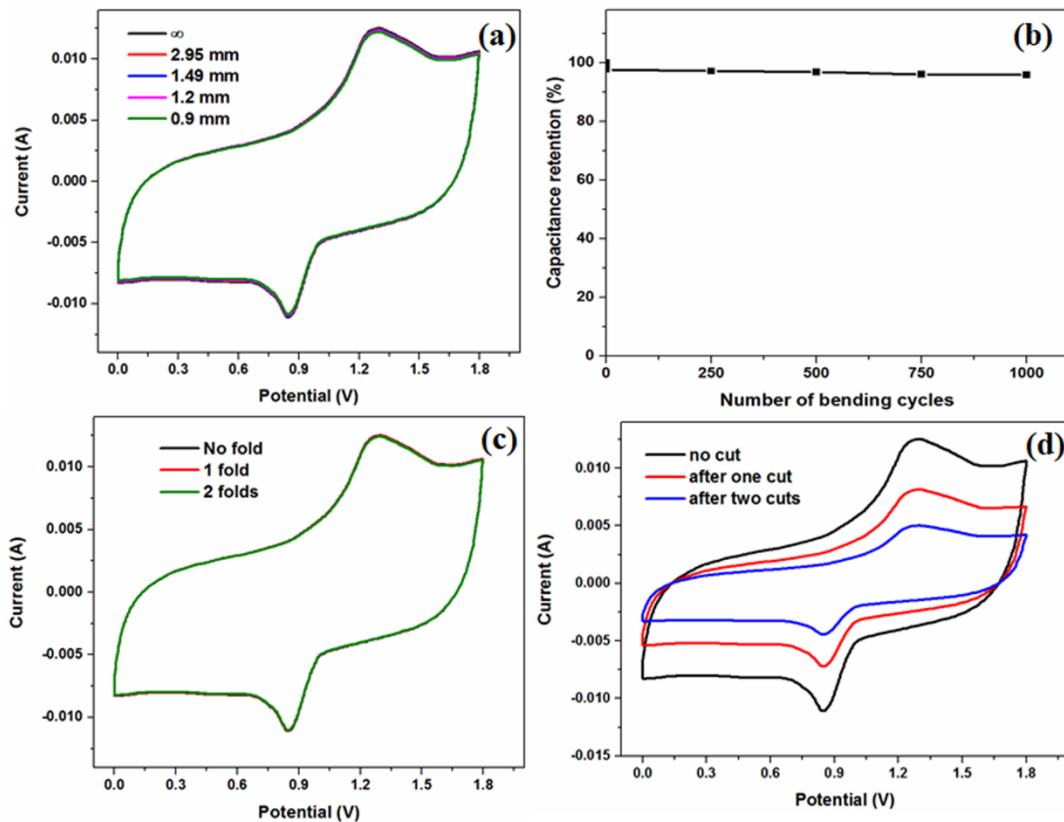 (a)
∞
2.95 mm
1.49 mm
1.2 mm
0.9 mm
Current (A)
0.010
0.005
0.000
-0.005
-0.010
0.0 0.3 0.6 0.9 1.2 1.5 1.8
Potential (V)
(b)
Capacitance retention (%)
120
100
80
60
40
20
0
0 250 500 750 1000
Number of bending cycles
(c)
No fold
1 fold
2 folds
Current (A)
0.010
0.005
0.000
-0.005
-0.010
0.0 0.3 0.6 0.9 1.2 1.5 1.8
Potential (V)
(d)
no cut
after one cut
after two cuts
Current (A)
0.010
0.005
0.000
-0.005
-0.010
-0.015
0.0 0.3 0.6 0.9 1.2 1.5 1.8
Potential (V)